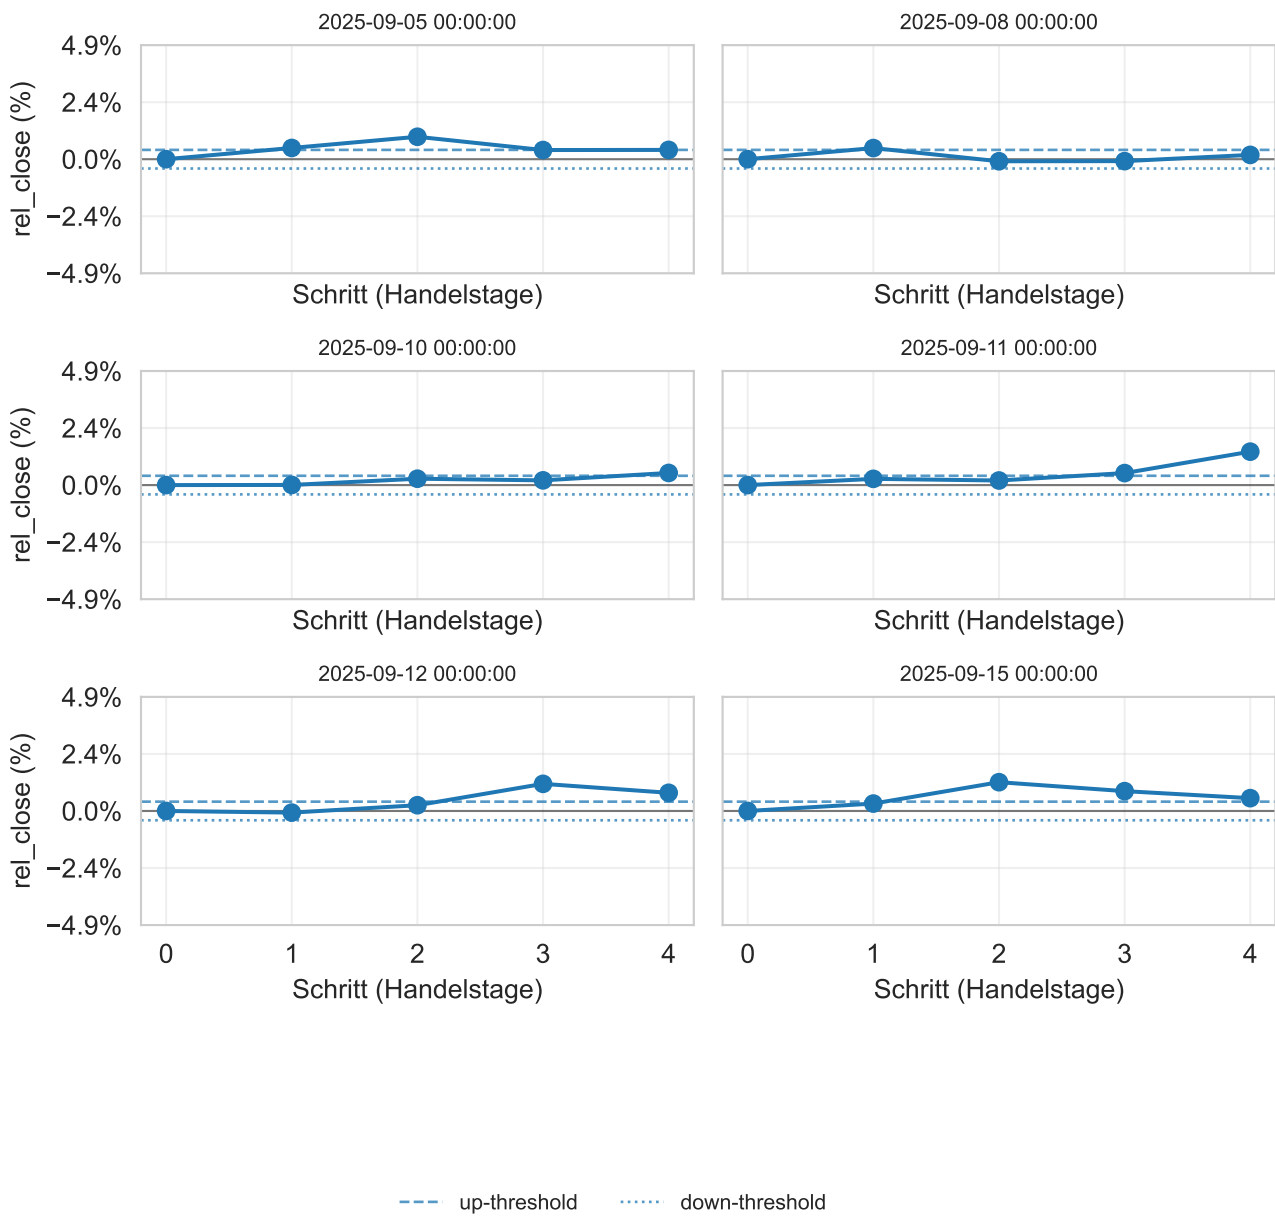 2025-09-05 00:00:00
2025-09-08 00:00:00
4.9%
2.4%
0.0%
−2.4%
−4.9%
rel_close (%)
Schritt (Handelstage)
Schritt (Handelstage)
2025-09-10 00:00:00
2025-09-11 00:00:00
4.9%
2.4%
0.0%
−2.4%
−4.9%
rel_close (%)
Schritt (Handelstage)
Schritt (Handelstage)
2025-09-12 00:00:00
2025-09-15 00:00:00
4.9%
2.4%
0.0%
−2.4%
−4.9%
rel_close (%)
0 1 2 3 4
0 1 2 3 4
Schritt (Handelstage)
Schritt (Handelstage)
up-threshold
down-threshold